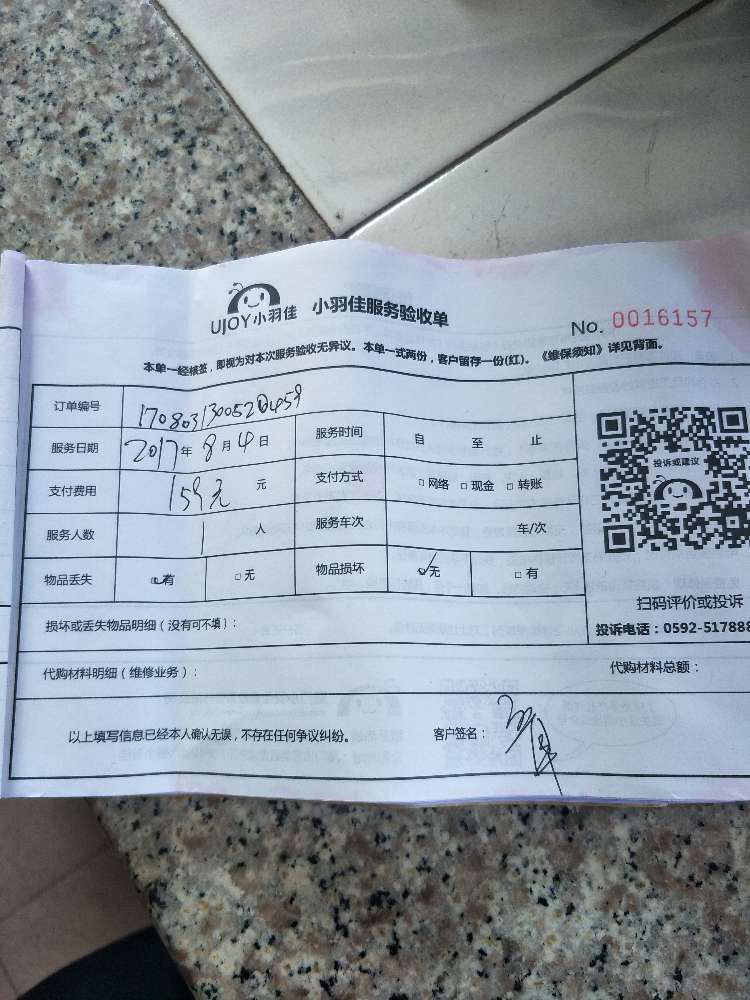 UJOY小羽佳 小羽佳服务验收单 No. 0016157
本单一经核签，即视为对本次服务验收无异议。本单一式两份，客户留存一份(红)。《维保须知》详见背面。
订单编号
服务日期 2017年8月4日 服务时间 自 至 止
支付费用 159元 元 支付方式 □网络 □现金 □转账
投诉或建议
服务人数 1 人 服务车次 车/次
物品丢失 ☑有 □无 物品损坏 ☑无 □有
扫码评价或投诉
损坏或丢失物品明细（没有可不填）：
投诉电话：0592-517888
代购材料明细（维修业务）： 代购材料总额：
以上填写信息已经本人确认无误，不存在任何争议纠纷。 客户签名：